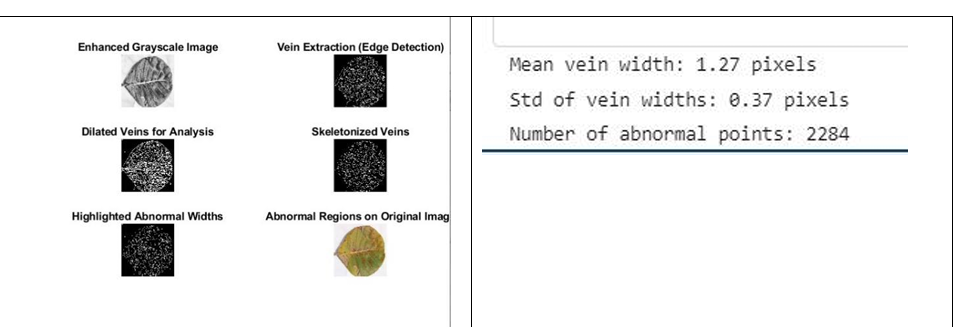 Enhanced Grayscale Image
Vein Extraction (Edge Detection)
Dilated Veins for Analysis
Skeletonized Veins
Highlighted Abnormal Widths
Abnormal Regions on Original Imag
Mean vein width: 1.27 pixels
Std of vein widths: 0.37 pixels
Number of abnormal points: 2284